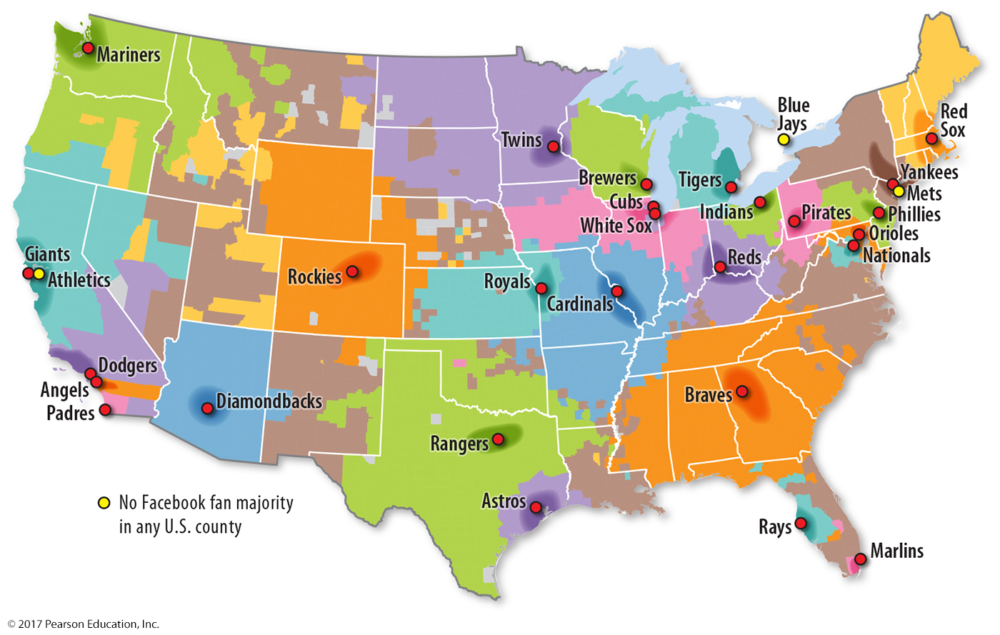 Mariners
Blue
Jays
Red
Sox
Twins
Brewers
Tigers
Yankees
Mets
Cubs
Indians
Pirates
Phillies
White Sox
Orioles
Nationals
Giants
Athletics
Rockies
Royals
Reds
Cardinals
Dodgers
Angels
Padres
Diamondbacks
Braves
Rangers
Astros
Rays
Marlins
No Facebook fan majority
in any U.S. county
© 2017 Pearson Education, Inc.